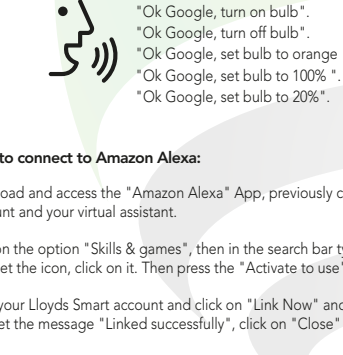 "Ok Google, turn on bulb".
"Ok Google, turn off bulb".
"Ok Google, set bulb to orange
"Ok Google, set bulb to 100% ".
"Ok Google, set bulb to 20%".
to connect to Amazon Alexa:
oad and access the "Amazon Alexa" App, previously
nt and your virtual assistant.
on the option "Skills & games", then in the search bar
et the icon, click on it. Then press the "Activate to use"
your Lloyds Smart account and click on "Link Now" and
et the message "Linked successfully", click on "Close"